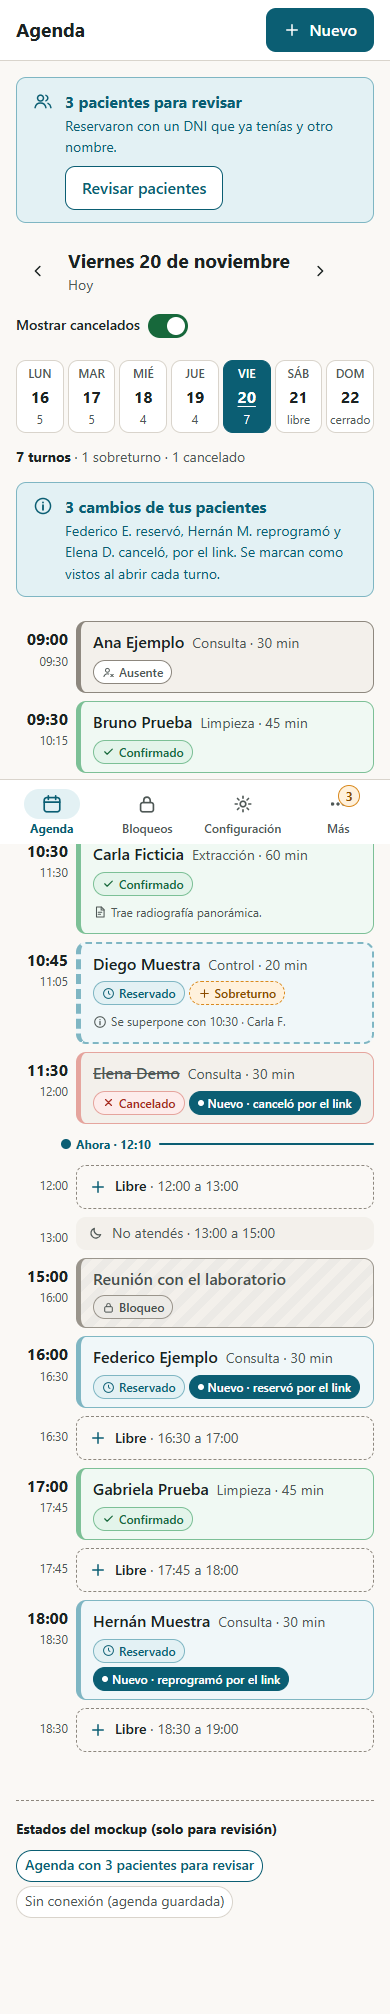 Agenda
Nuevo
3 pacientes para revisar
Reservaron con un DNI que ya tenías y otro
nombre.
Revisar pacientes
Viernes 20 de noviembre
Hoy
Mostrar cancelados
LUN MAR MIÉ JUE VIE SÁB DOM
16 17 18 19 20 21 22
5 5 4 4 7 libre cerrado
7 turnos · 1 sobreturno · 1 cancelado
3 cambios de tus pacientes
Federico E. reservó, Hernán M. reprogramó y
Elena D. canceló, por el link. Se marcan como
vistos al abrir cada turno.
09:00 Ana Ejemplo Consulta · 30 min
09:30 Ausente
09:30 Bruno Prueba Limpieza · 45 min
10:15 Confirmado
3
Agenda Bloqueos Configuración Más
10:30 Carla Ficticia Extracción · 60 min
11:30 Confirmado
Trae radiografía panorámica.
10:45 Diego Muestra Control · 20 min
11:05 Reservado Sobreturno
Se superpone con 10:30 · Carla F.
11:30 Elena Demo Consulta · 30 min
12:00 Cancelado Nuevo · canceló por el link
Ahora · 12:10
12:00 Libre · 12:00 a 13:00
13:00 No atendés · 13:00 a 15:00
15:00 Reunión con el laboratorio
16:00 Bloqueo
16:00 Federico Ejemplo Consulta · 30 min
16:30 Reservado Nuevo · reservó por el link
16:30 Libre · 16:30 a 17:00
17:00 Gabriela Prueba Limpieza · 45 min
17:45 Confirmado
17:45 Libre · 17:45 a 18:00
18:00 Hernán Muestra Consulta · 30 min
18:30 Reservado
Nuevo · reprogramó por el link
18:30 Libre · 18:30 a 19:00
Estados del mockup (solo para revisión)
Agenda con 3 pacientes para revisar
Sin conexión (agenda guardada)